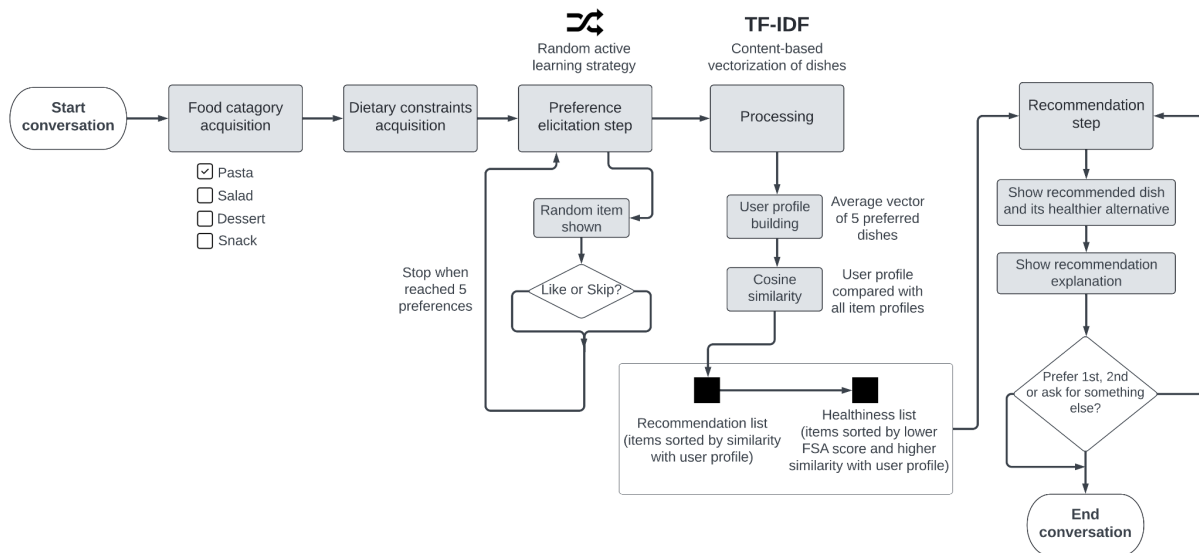 Random active
learning strategy
TF-IDF
Content-based
vectorization of dishes
Start
conversation
Food catagory
acquisition
Dietary constraints
acquisition
Preference
elicitation step
Processing
Recommendation
step
Pasta
Salad
Dessert
Snack
Random item
shown
Like or Skip?
Stop when
reached 5
preferences
User profile
building
Average vector
of 5 preferred
dishes
Cosine
similarity
User profile
compared with
all item profiles
Recommendation list
(items sorted by similarity
with user profile)
Healthiness list
(items sorted by lower
FSA score and higher
similarity with user profile)
Show recommended dish
and its healthier alternative
Show recommendation
explanation
Prefer 1st, 2nd
or ask for something
else?
End
conversation